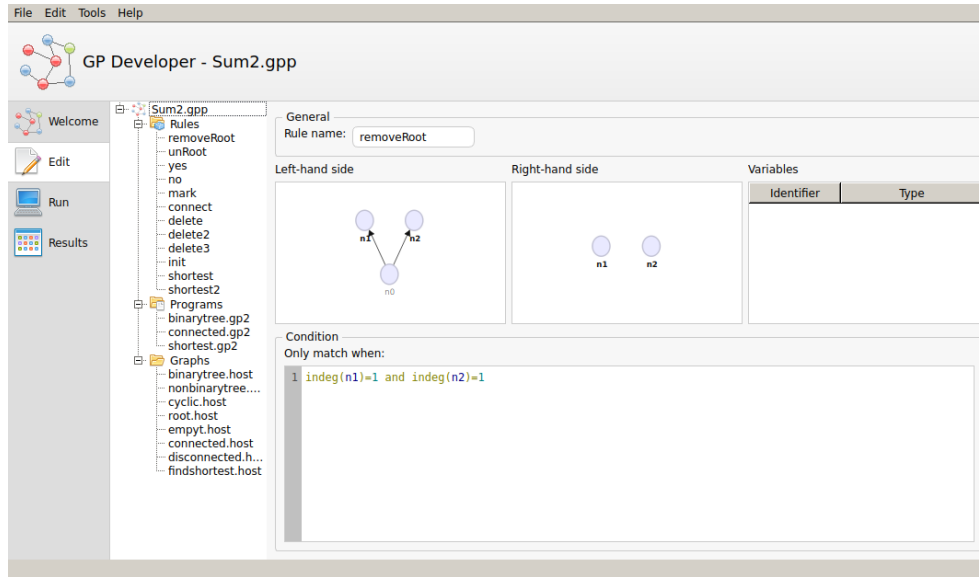 File Edit Tools Help
GP Developer - Sum2.gpp
Welcome
Edit
Run
Results
Sum2.gpp
Rules
removeRoot
unRoot
yes
no
mark
connect
delete
delete2
delete3
init
shortest
shortest2
Programs
binarytree.gp2
connected.gp2
shortest.gp2
Graphs
binarytree.host
nonbinarytree....
cyclic.host
root.host
empyt.host
connected.host
disconnected.h...
findshortest.host
General
Rule name: removeRoot
Left-hand side
n1 n2
n0
Right-hand side
n1 n2
Variables
Identifier Type
Condition
Only match when:
1 indeg(n1)=1 and indeg(n2)=1